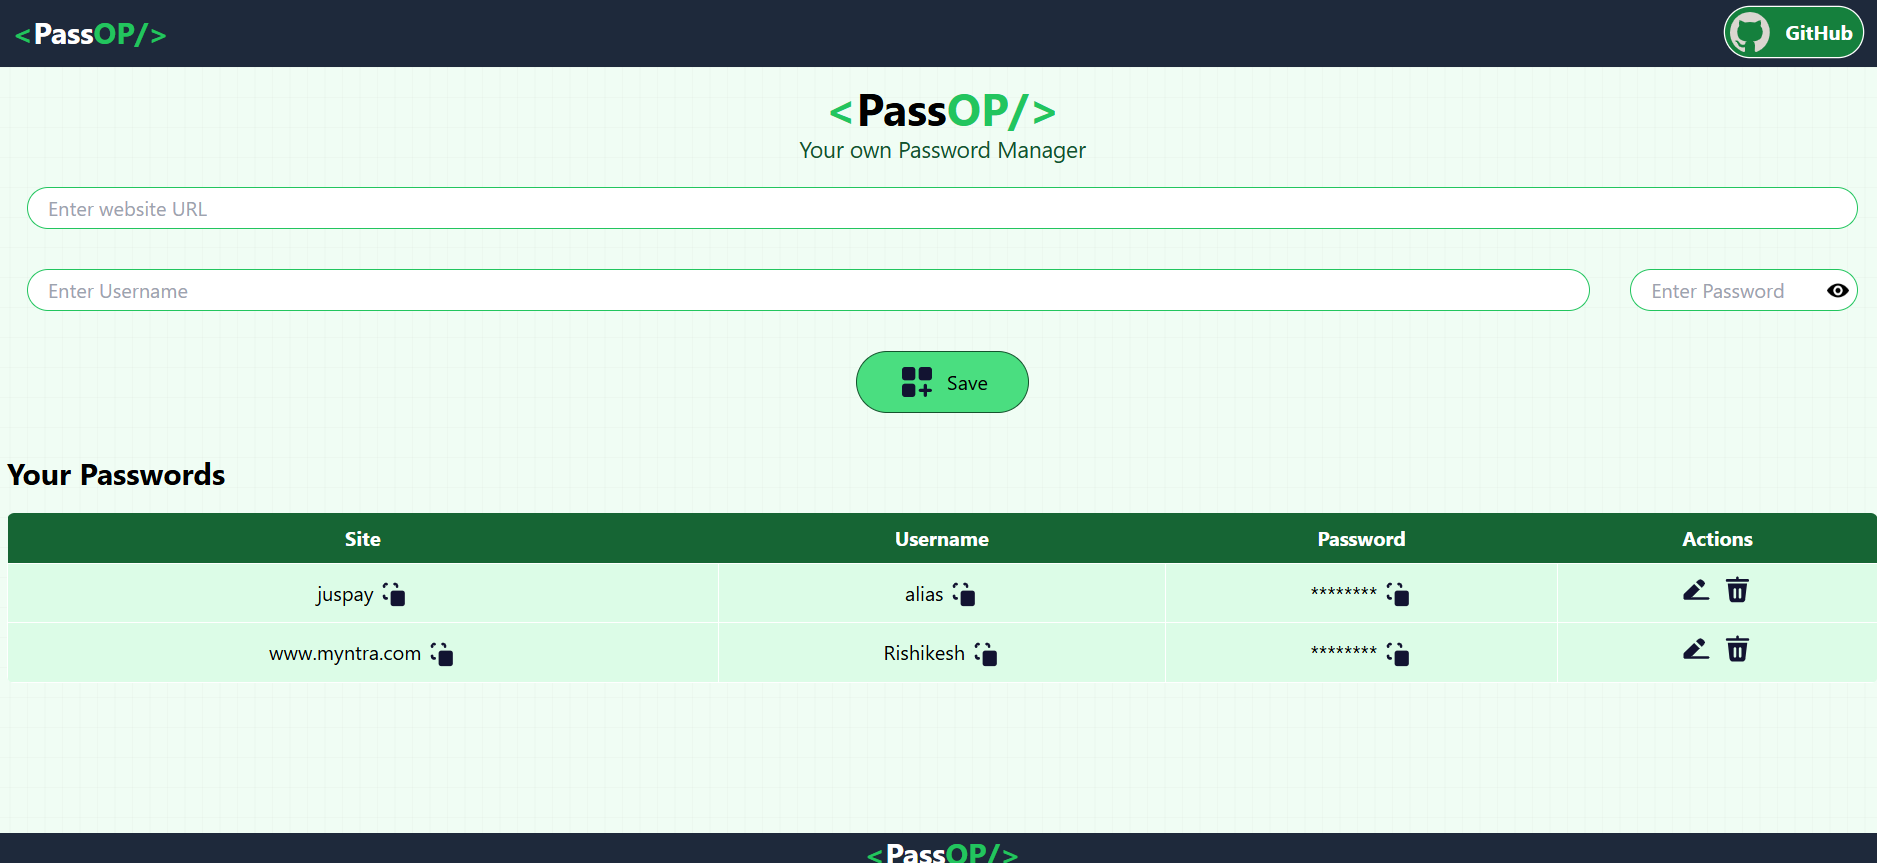 <PassOP/>
GitHub
<PassOP/>
Your own Password Manager
Enter website URL
Enter Username
Enter Password
Save
Your Passwords
Site Username Password Actions
juspay alias ********
www.myntra.com Rishikesh ********
<PassOP/>